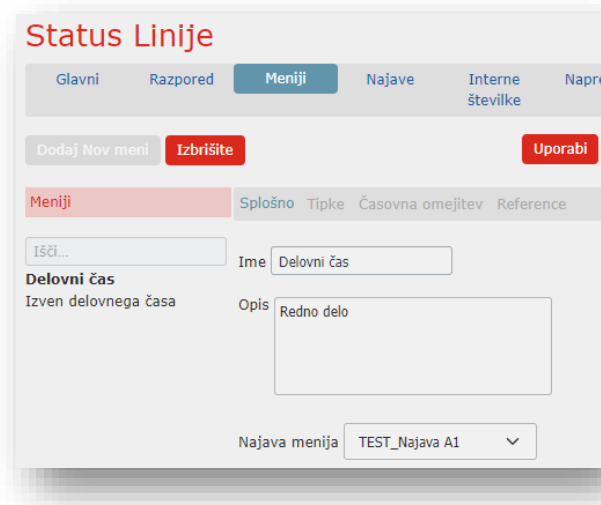 Status Linije
Glavni Razpored Meniji Najave Interne
številke
Dodaj Nov meni Izbrišite Uporabi
Meniji Splošno Tipke Časovna omejitev Reference
Išči...
Delovni čas
Izven delovnega časa
Ime Delovni čas
Opis Redno delo
Najava menija TEST_Najava A1